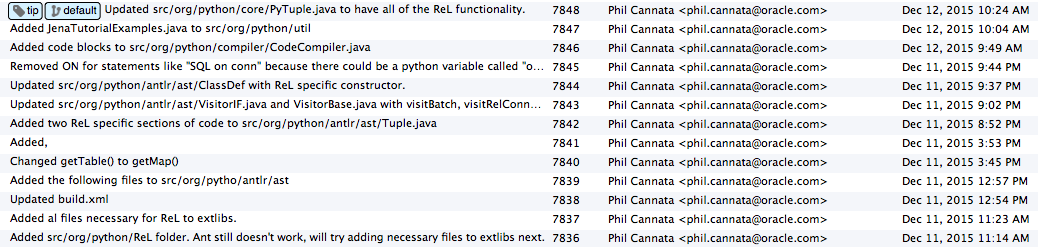 tip default Updated src/org/python/core/PyTuple.java to have all of the ReL functionality. 7848 Phil Cannata <phil.cannata@oracle.com> Dec 12, 2015 10:24 AM
Added JenaTutorialExamples.java to src/org/python/util 7847 Phil Cannata <phil.cannata@oracle.com> Dec 12, 2015 10:04 AM
Added code blocks to src/org/python/compiler/CodeCompiler.java 7846 Phil Cannata <phil.cannata@oracle.com> Dec 12, 2015 9:49 AM
Removed ON for statements like "SQL on conn" because there could be a python variable called "o... 7845 Phil Cannata <phil.cannata@oracle.com> Dec 11, 2015 9:44 PM
Updated src/org/python/antlr/ast/ClassDef with ReL specific constructor. 7844 Phil Cannata <phil.cannata@oracle.com> Dec 11, 2015 9:37 PM
Updated src/org/python/antlr/ast/VisitorIF.java and VisitorBase.java with visitBatch, visitRelConn... 7843 Phil Cannata <phil.cannata@oracle.com> Dec 11, 2015 9:02 PM
Added two ReL specific sections of code to src/org/python/antlr/ast/Tuple.java 7842 Phil Cannata <phil.cannata@oracle.com> Dec 11, 2015 8:52 PM
Added, 7841 Phil Cannata <phil.cannata@oracle.com> Dec 11, 2015 3:53 PM
Changed getTable() to getMap() 7840 Phil Cannata <phil.cannata@oracle.com> Dec 11, 2015 3:45 PM
Added the following files to src/org/pytho/antlr/ast 7839 Phil Cannata <phil.cannata@oracle.com> Dec 11, 2015 12:57 PM
Updated build.xml 7838 Phil Cannata <phil.cannata@oracle.com> Dec 11, 2015 12:54 PM
Added al files necessary for ReL to extlibs. 7837 Phil Cannata <phil.cannata@oracle.com> Dec 11, 2015 11:23 AM
Added src/org/python/ReL folder. Ant still doesn't work, will try adding necessary files to extlibs next. 7836 Phil Cannata <phil.cannata@oracle.com> Dec 11, 2015 11:14 AM